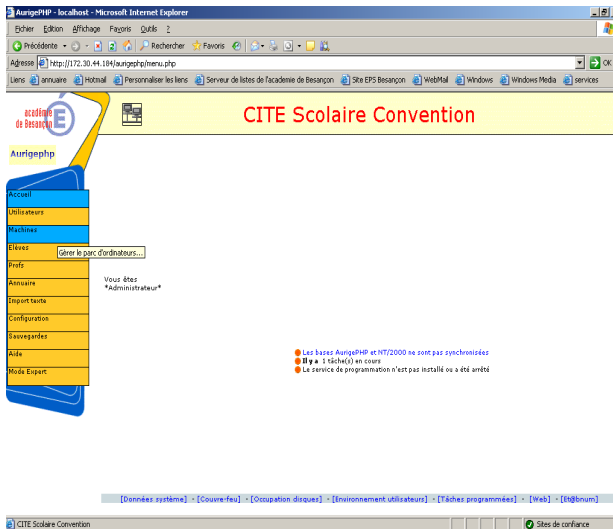 AurigePHP - localhost - Microsoft Internet Explorer
Fichier Edition Affichage Favoris Outils ?
Précédente Rechercher Favoris
Adresse http://172.30.44.184/aurigephp/menu.php OK
Liens annuaire Hotmail Personnaliser les liens Serveur de listes de l'academie de Besançon Site EPS Besançon WebMail Windows Windows Media services
académie
de Besançon
É
CITE Scolaire Convention
Aurigephp
Accueil
Utilisateurs
Machines
Elèves
Gérer le parc d'ordinateurs...
Profs
Annuaire
Vous êtes
*Administrateur*
Import texte
Configuration
Sauvegardes
Aide
Mode Expert
Les bases AurigePHP et NT/2000 ne sont pas synchronisées
Il y a 1 tâche(s) en cours
Le service de programmation n'est pas installé ou a été arrêté
[Données système] - [Couvre-feu] - [Occupation disques] - [Environnement utilisateurs] - [Tâches programmées] - [Web] - [Et@bnum]
CITE Scolaire Convention Sites de confiance